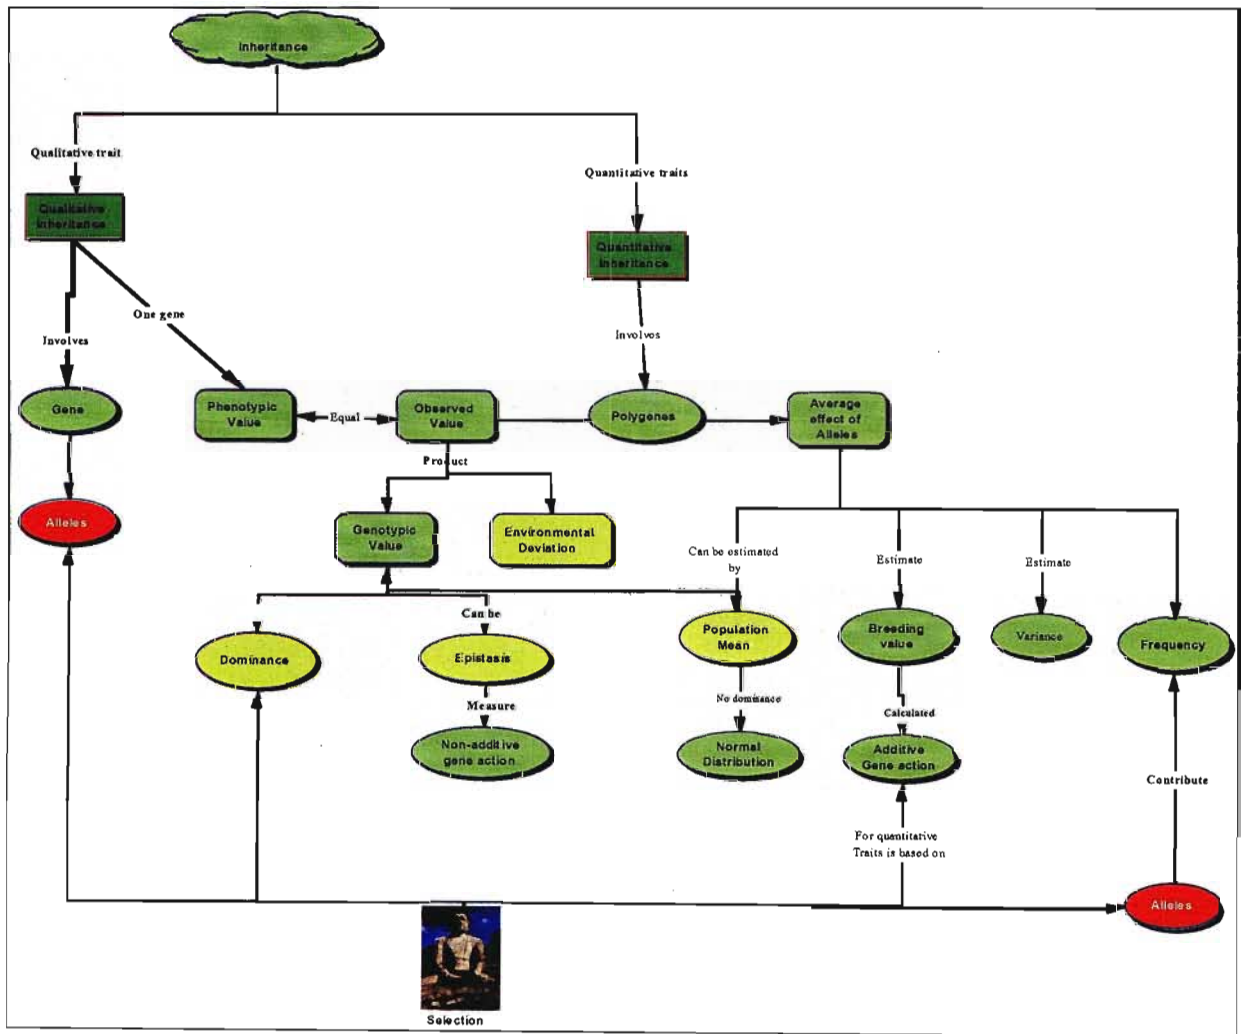 Inheritance
Qualitative trait
Quantitative traits
Qualitative
Inheritance
Quantitative
Inheritance
One gene
Involves
Involves
Gene
Phenotypic
Value
Equal
Observed
Value
Polygenes
Average
effect of
Alleles
Product
Alleles
Genotypic
Value
Environmental
Deviation
Can be estimated
by
Estimate
Estimate
Can be
Dominance
Epistasis
Population
Mean
Breeding
value
Variance
Frequency
Measure
No dominance
Calculated
Non-additive
gene action
Normal
Distribution
Additive
Gene action
Contribute
For quantitative
Traits is based on
Alleles
Selection